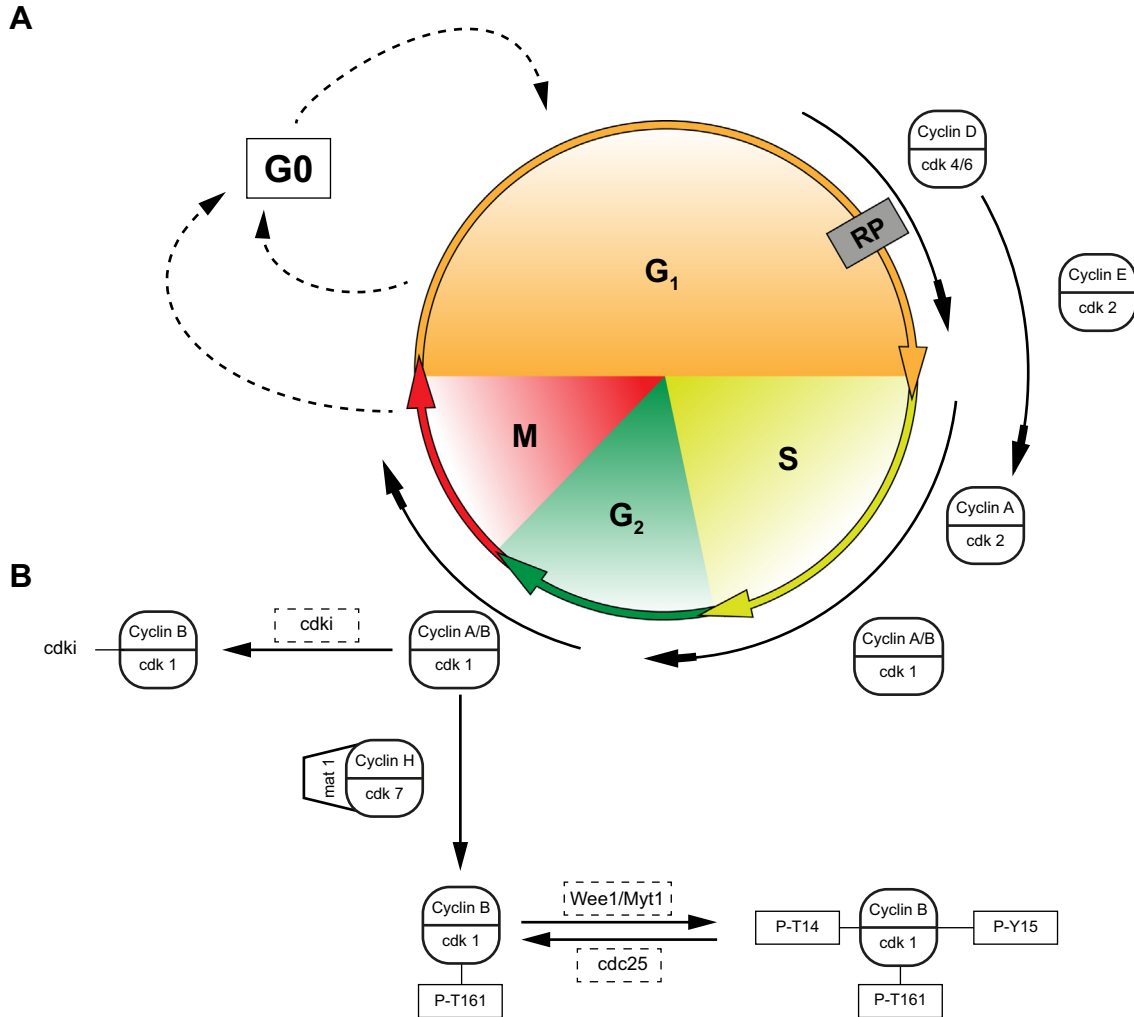 A
Cyclin D
cdk 4/6
G0
RP
Cyclin E
cdk 2
G1
M
S
G2
Cyclin A
cdk 2
B
Cyclin B
cdk 1
cdki
cdki
Cyclin A/B
cdk 1
Cyclin A/B
cdk 1
mat 1
Cyclin H
cdk 7
Cyclin B
cdk 1
P-T161
Wee1/Myt1
cdc25
P-T14
Cyclin B
cdk 1
P-Y15
P-T161